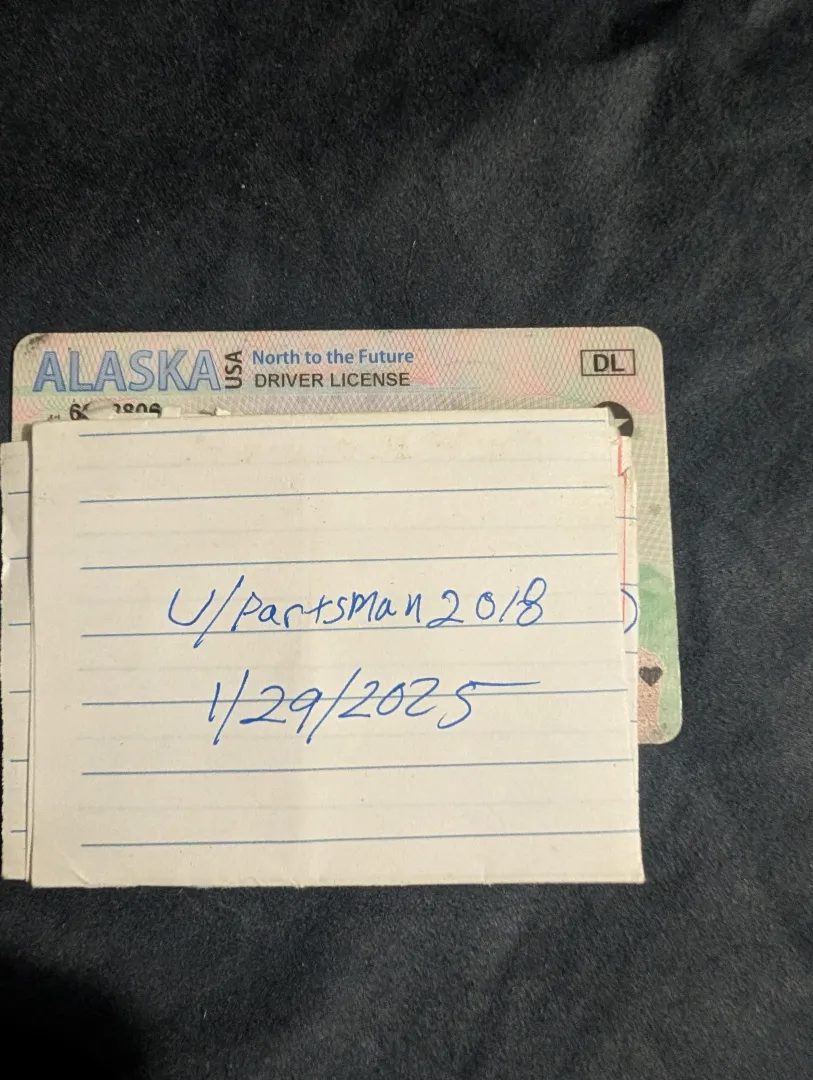 ALASKA USA North to the Future
DRIVER LICENSE DL
U/PartsMan2018
1/29/2025